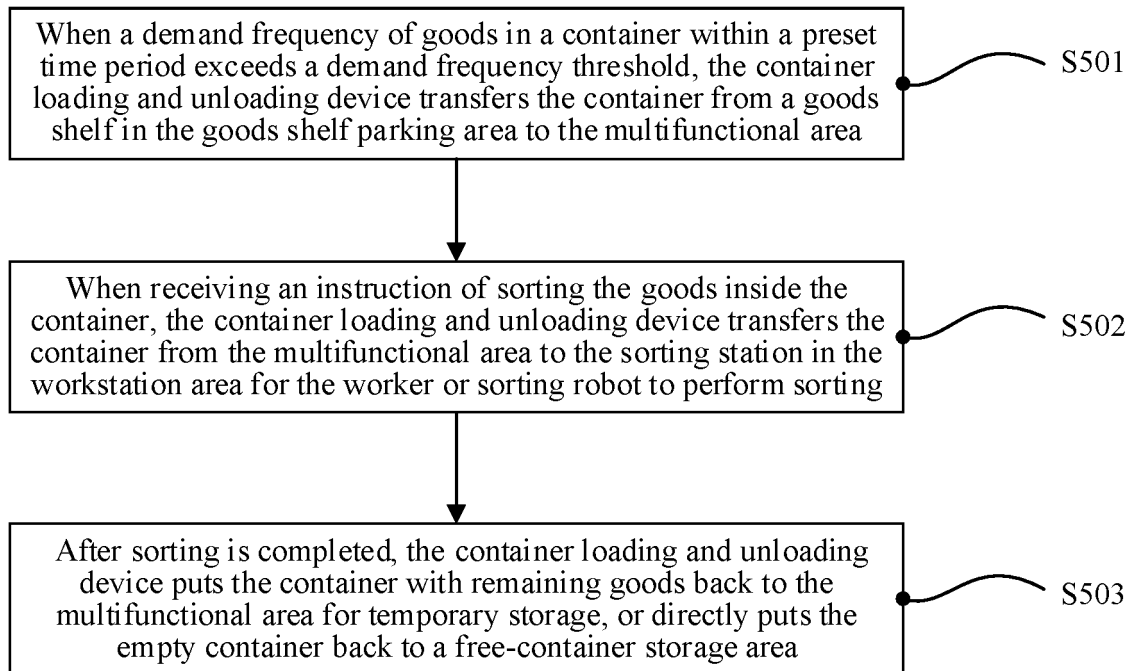 When a demand frequency of goods in a container within a preset
time period exceeds a demand frequency threshold, the container
loading and unloading device transfers the container from a goods
shelf in the goods shelf parking area to the multifunctional area
S501
When receiving an instruction of sorting the goods inside the
container, the container loading and unloading device transfers the
container from the multifunctional area to the sorting station in the
workstation area for the worker or sorting robot to perform sorting
S502
After sorting is completed, the container loading and unloading
device puts the container with remaining goods back to the
multifunctional area for temporary storage, or directly puts the
empty container back to a free-container storage area
S503